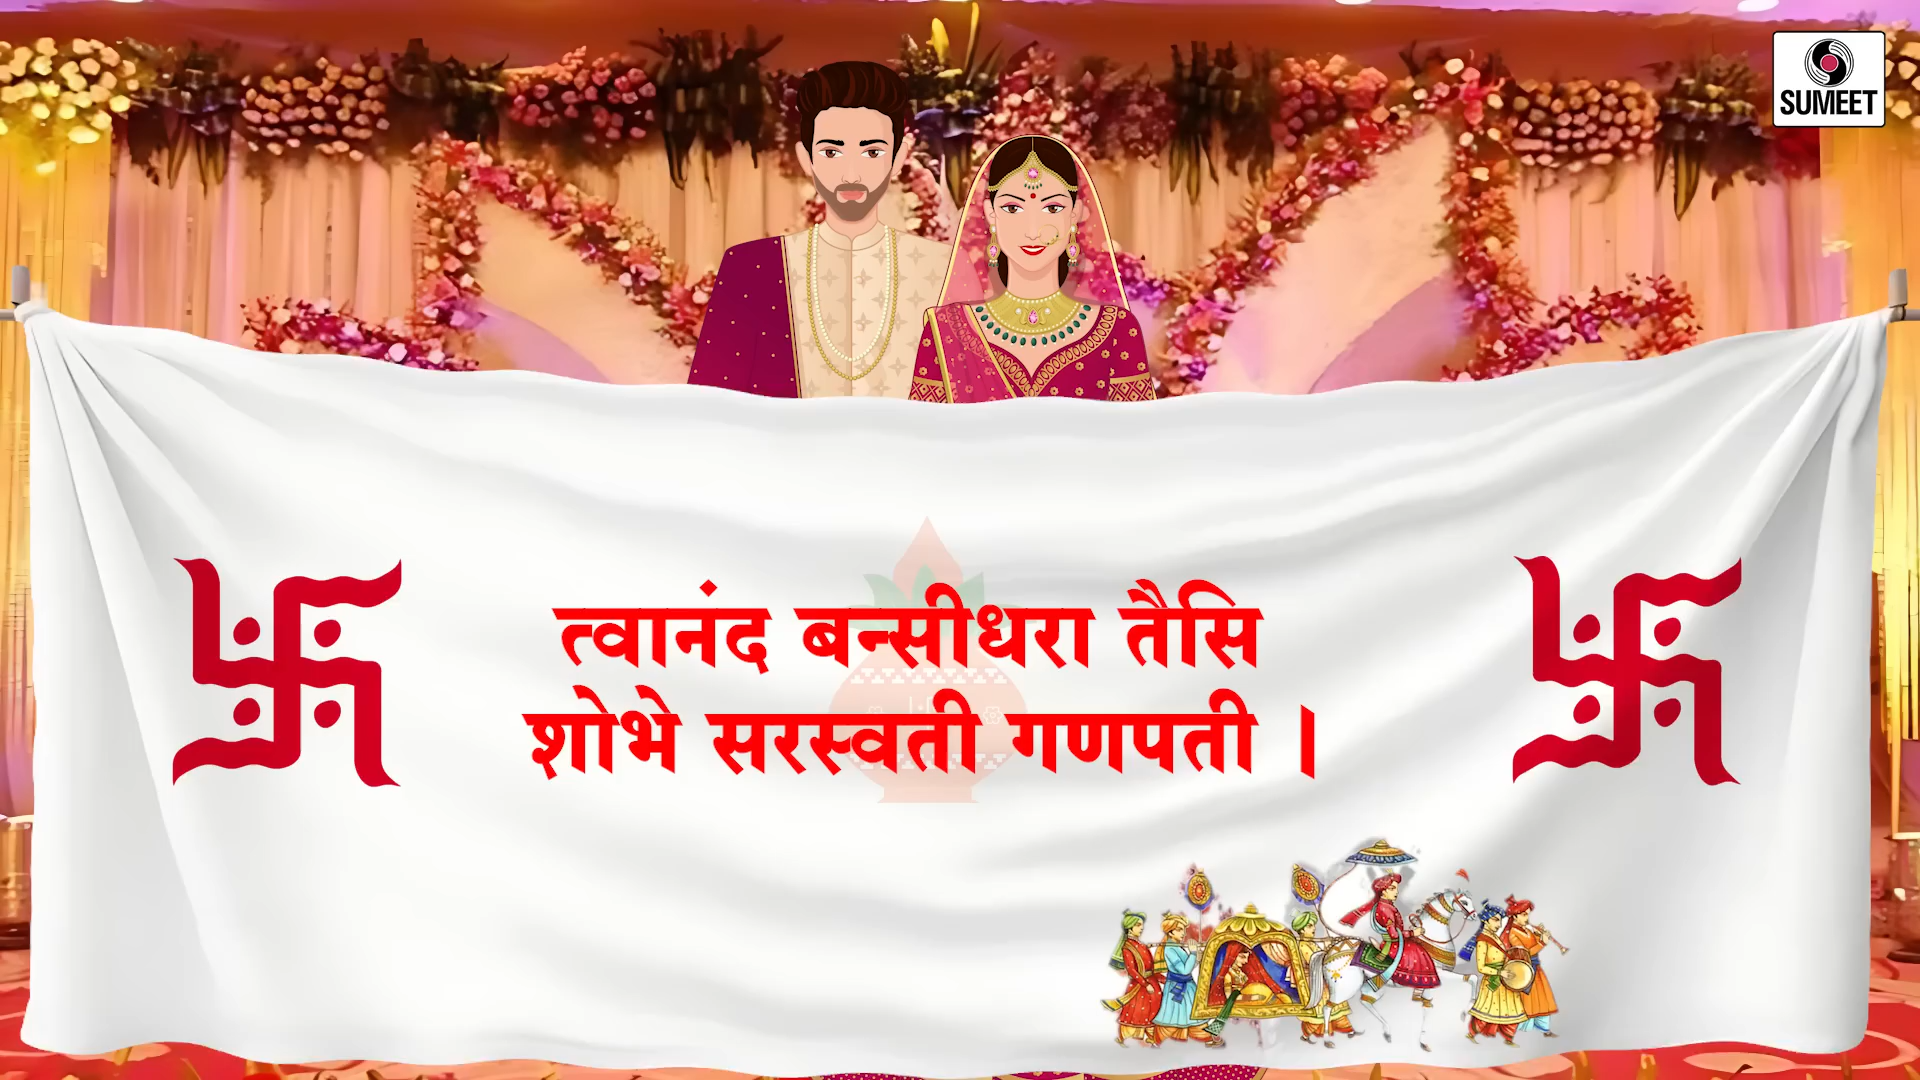 SUMEET
त्वानंद बन्सीधरा तैसि
शोभे सरस्वती गणपती ।